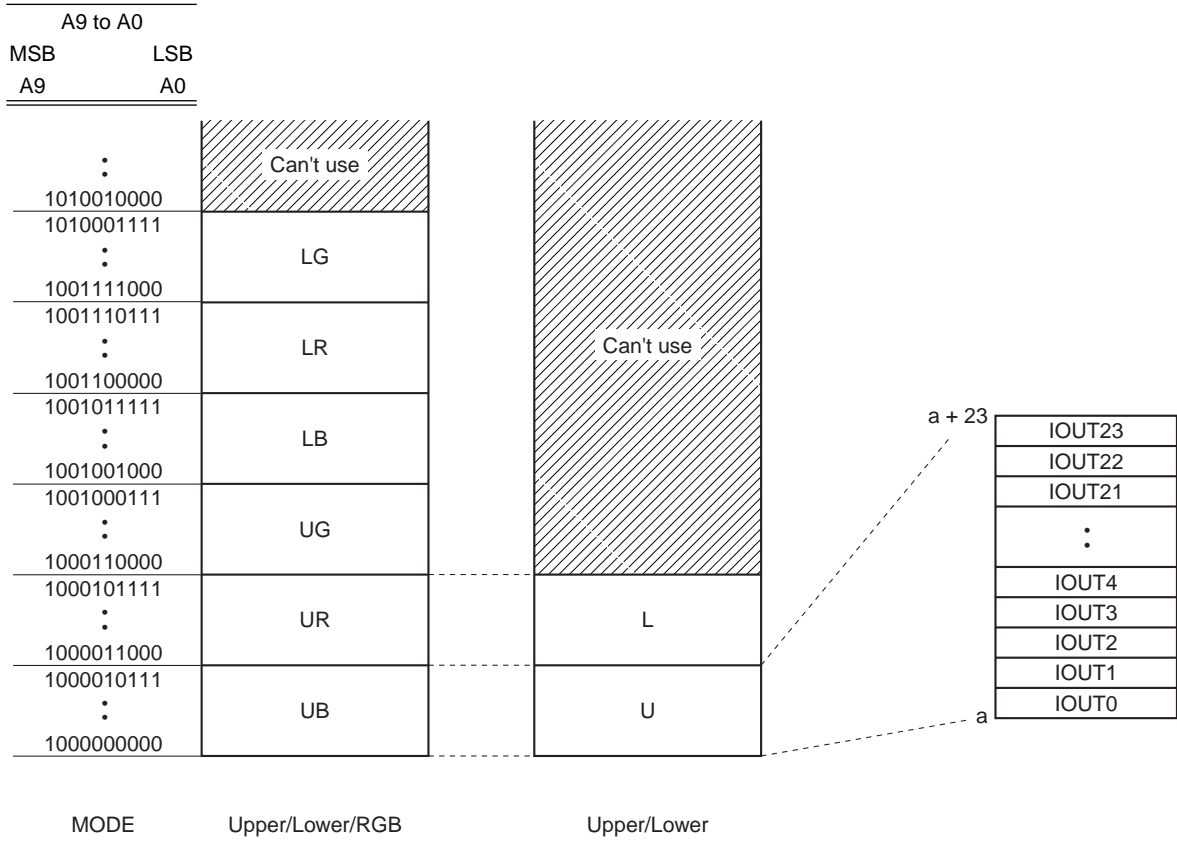 A9 to A0
MSB LSB
A9 A0
Can't use
1010010000
1010001111
LG
1001111000
1001110111
LR
1001100000
1001011111
LB
1001001000
1001000111
UG
1000110000
1000101111
UR
1000011000
1000010111
UB
1000000000
Can't use
L
U
a + 23
IOUT23
IOUT22
IOUT21
IOUT4
IOUT3
IOUT2
IOUT1
IOUT0
a
MODE Upper/Lower/RGB Upper/Lower